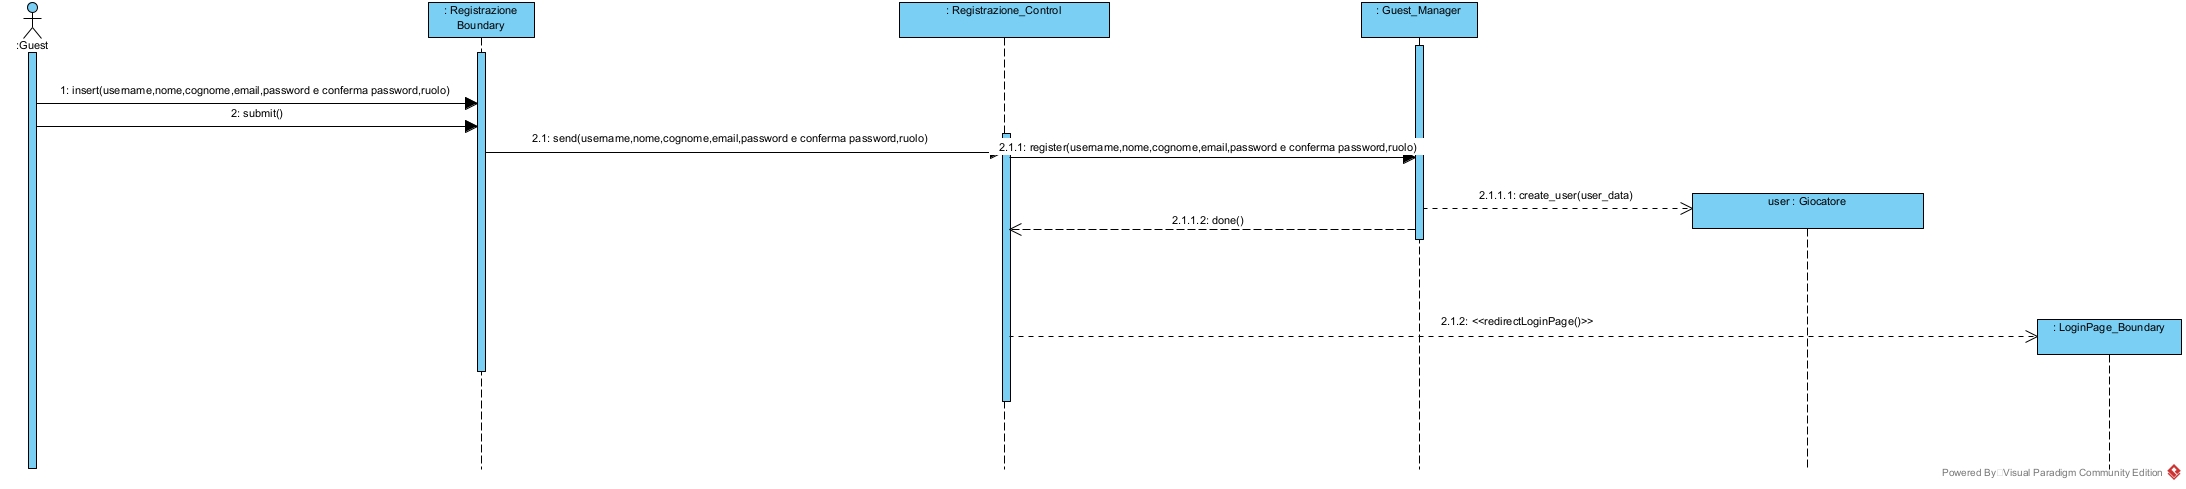 :Guest
: Registrazione
Boundary
: Registrazione_Control
: Guest_Manager
1: insert(username,nome,cognome,email,password e conferma password,ruolo)
2: submit()
2.1: send(username,nome,cognome,email,password e conferma password,ruolo)
2.1.1: register(username,nome,cognome,email,password e conferma password,ruolo)
2.1.1.1: create_user(user_data)
user : Giocatore
2.1.1.2: done()
2.1.2: <<redirectLoginPage()>>
: LoginPage_Boundary
Powered By Visual Paradigm Community Edition